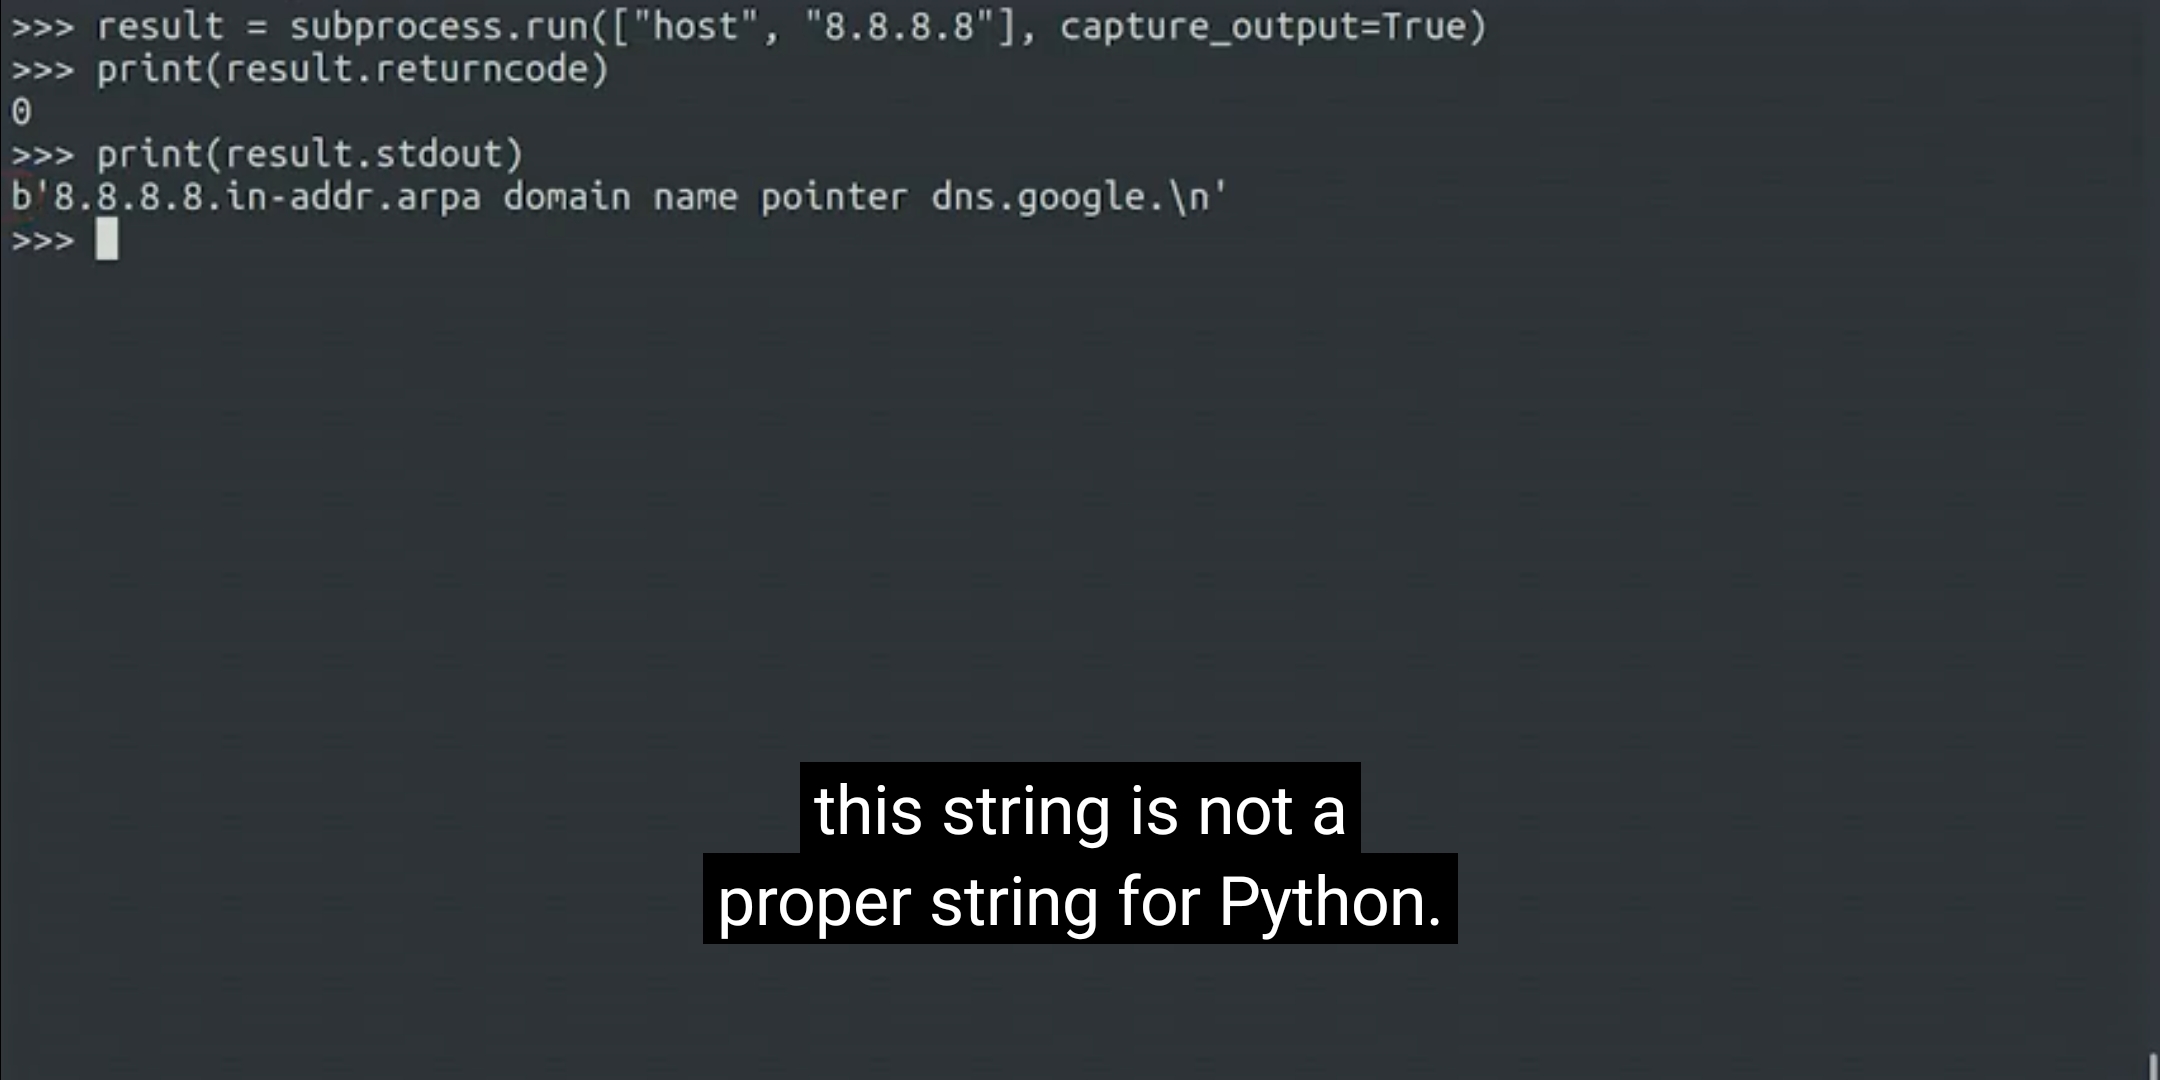 >>> result = subprocess.run(["host", "8.8.8.8"], capture_output=True)
>>> print(result.returncode)
0
>>> print(result.stdout)
b'8.8.8.8.in-addr.arpa domain name pointer dns.google.\n'
>>>
this string is not a
proper string for Python.